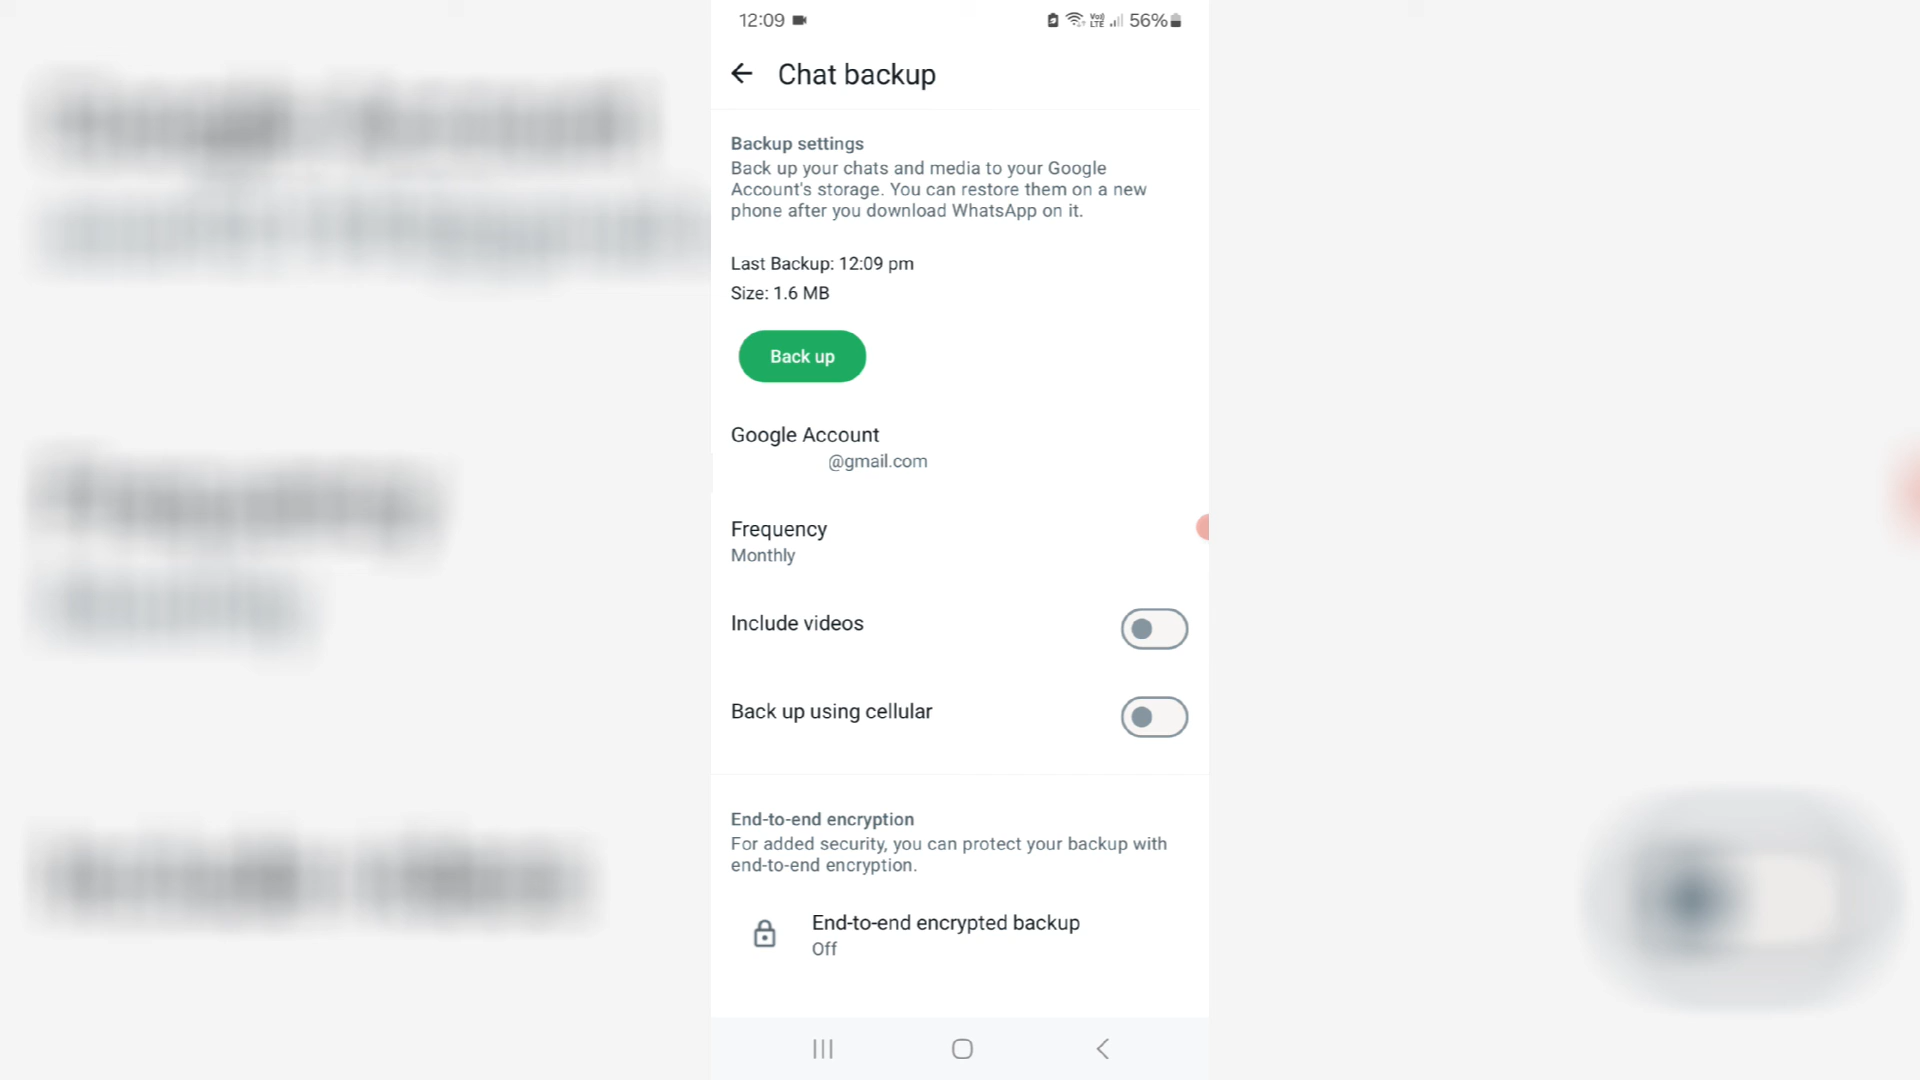 12:09 Vo) LTE 56%
Chat backup
Backup settings
Back up your chats and media to your Google
Account's storage. You can restore them on a new
phone after you download WhatsApp on it.
Last Backup: 12:09 pm
Size: 1.6 MB
Back up
Google Account
@gmail.com
Frequency
Monthly
Include videos
Back up using cellular
End-to-end encryption
For added security, you can protect your backup with
end-to-end encryption.
End-to-end encrypted backup
Off